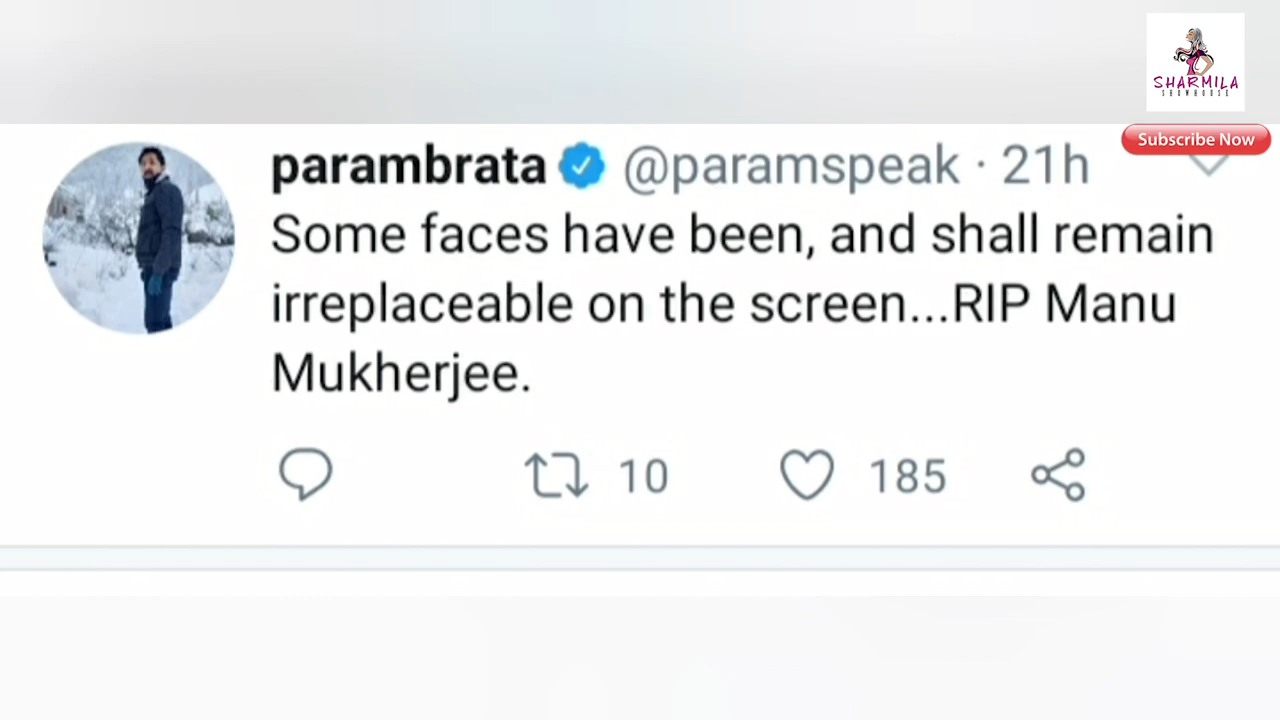 SHARMILA
SHOWHOUSE
Subscribe Now
parambrata @paramspeak · 21h
Some faces have been, and shall remain
irreplaceable on the screen...RIP Manu
Mukherjee.
10 185